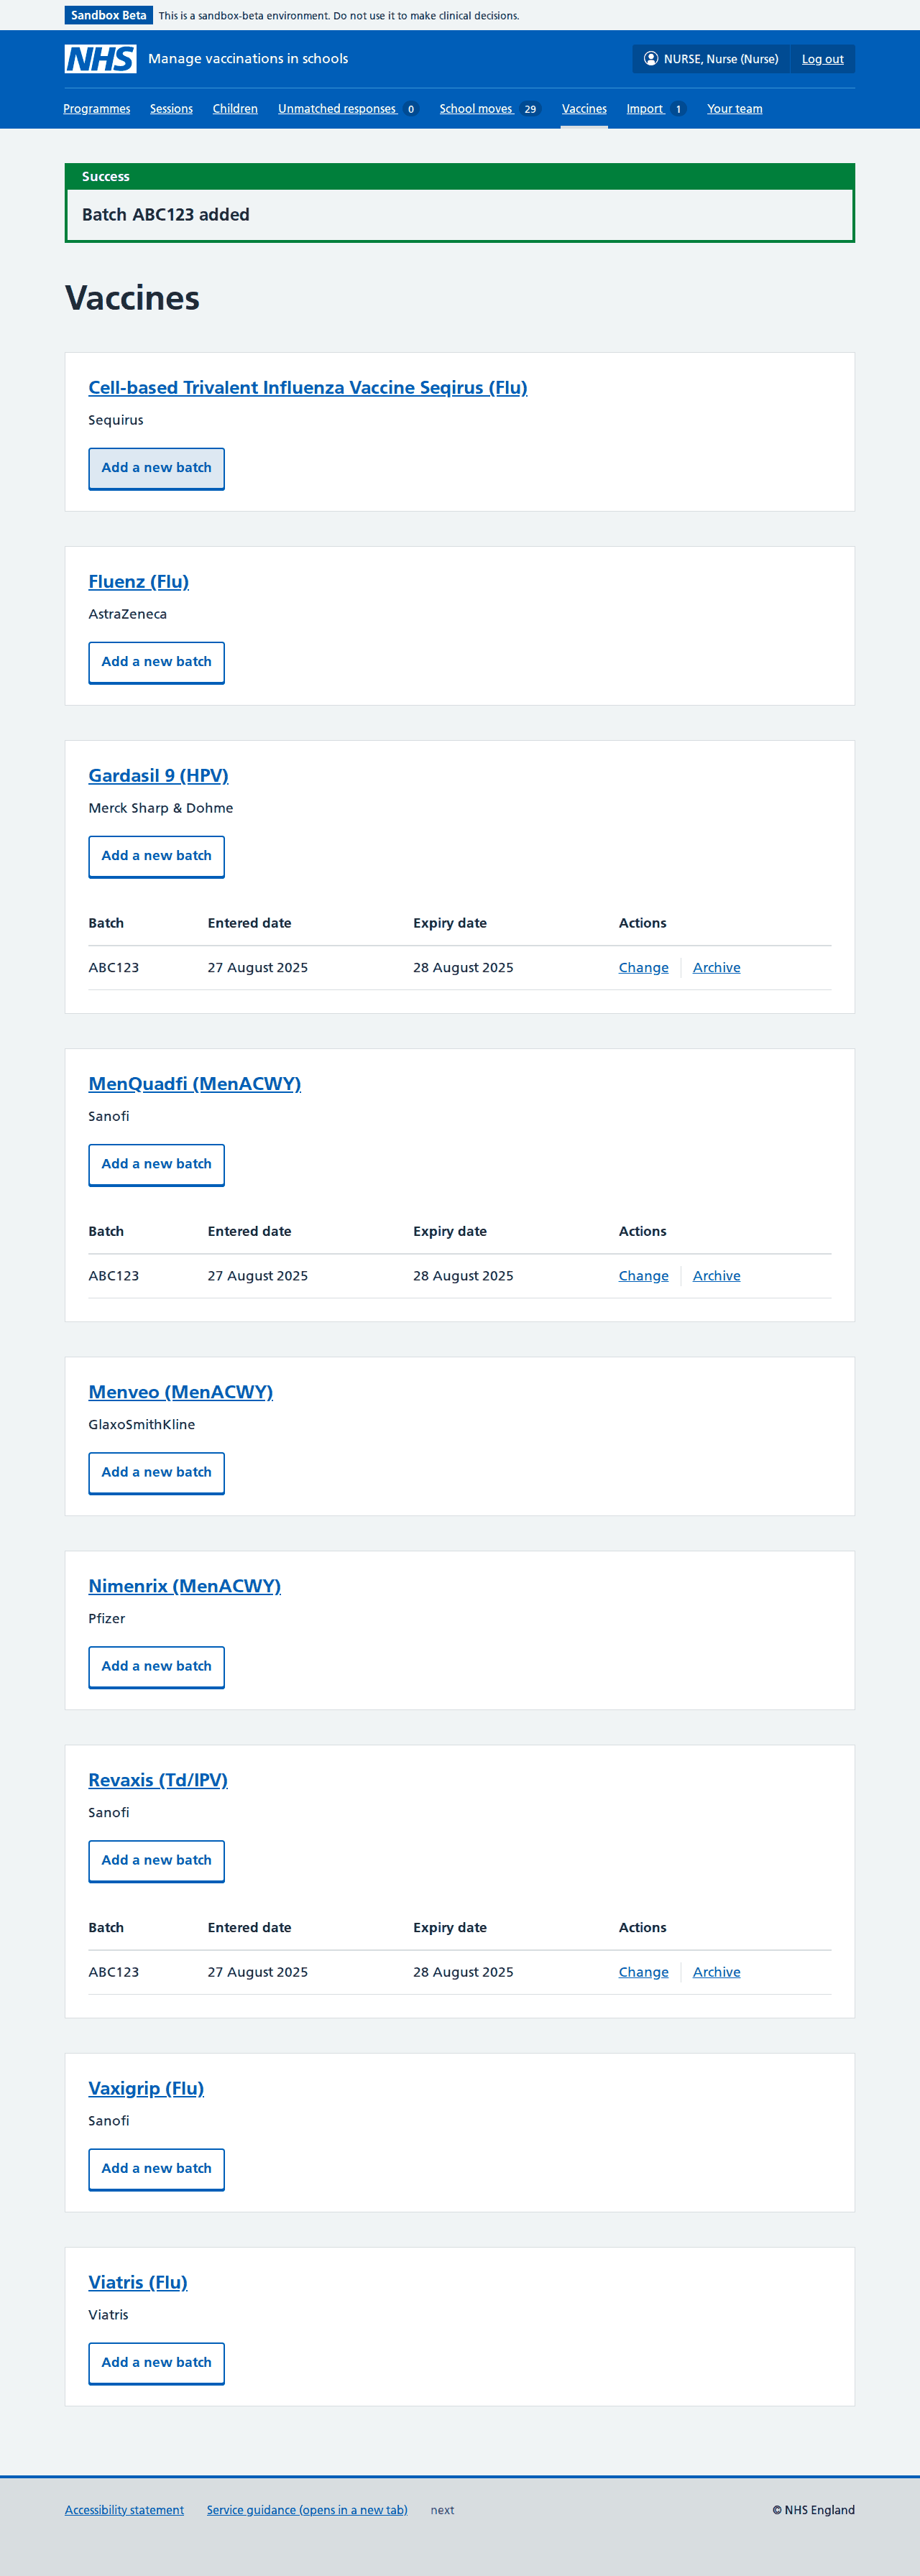 Sandbox Beta This is a sandbox-beta environment. Do not use it to make clinical decisions.
NHS Manage vaccinations in schools NURSE, Nurse (Nurse) Log out
Programmes Sessions Children Unmatched responses 0 School moves 29 Vaccines Import 1 Your team
Success
Batch ABC123 added
Vaccines
Cell-based Trivalent Influenza Vaccine Seqirus (Flu)
Sequirus
Add a new batch
Fluenz (Flu)
AstraZeneca
Add a new batch
Gardasil 9 (HPV)
Merck Sharp & Dohme
Add a new batch
Batch Entered date Expiry date Actions
ABC123 27 August 2025 28 August 2025 Change Archive
MenQuadfi (MenACWY)
Sanofi
Add a new batch
Batch Entered date Expiry date Actions
ABC123 27 August 2025 28 August 2025 Change Archive
Menveo (MenACWY)
GlaxoSmithKline
Add a new batch
Nimenrix (MenACWY)
Pfizer
Add a new batch
Revaxis (Td/IPV)
Sanofi
Add a new batch
Batch Entered date Expiry date Actions
ABC123 27 August 2025 28 August 2025 Change Archive
Vaxigrip (Flu)
Sanofi
Add a new batch
Viatris (Flu)
Viatris
Add a new batch
Accessibility statement Service guidance (opens in a new tab) next © NHS England